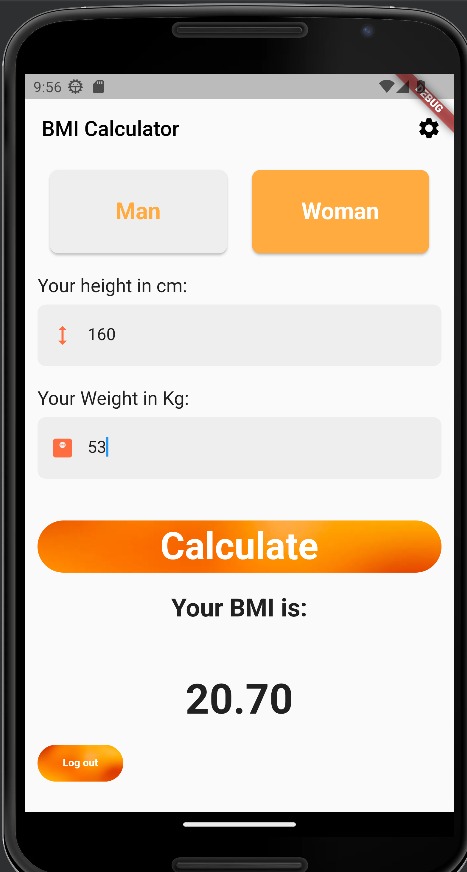 9:56
DEBUG
BMI Calculator
Man
Woman
Your height in cm:
160
Your Weight in Kg:
53
Calculate
Your BMI is:
20.70
Log out